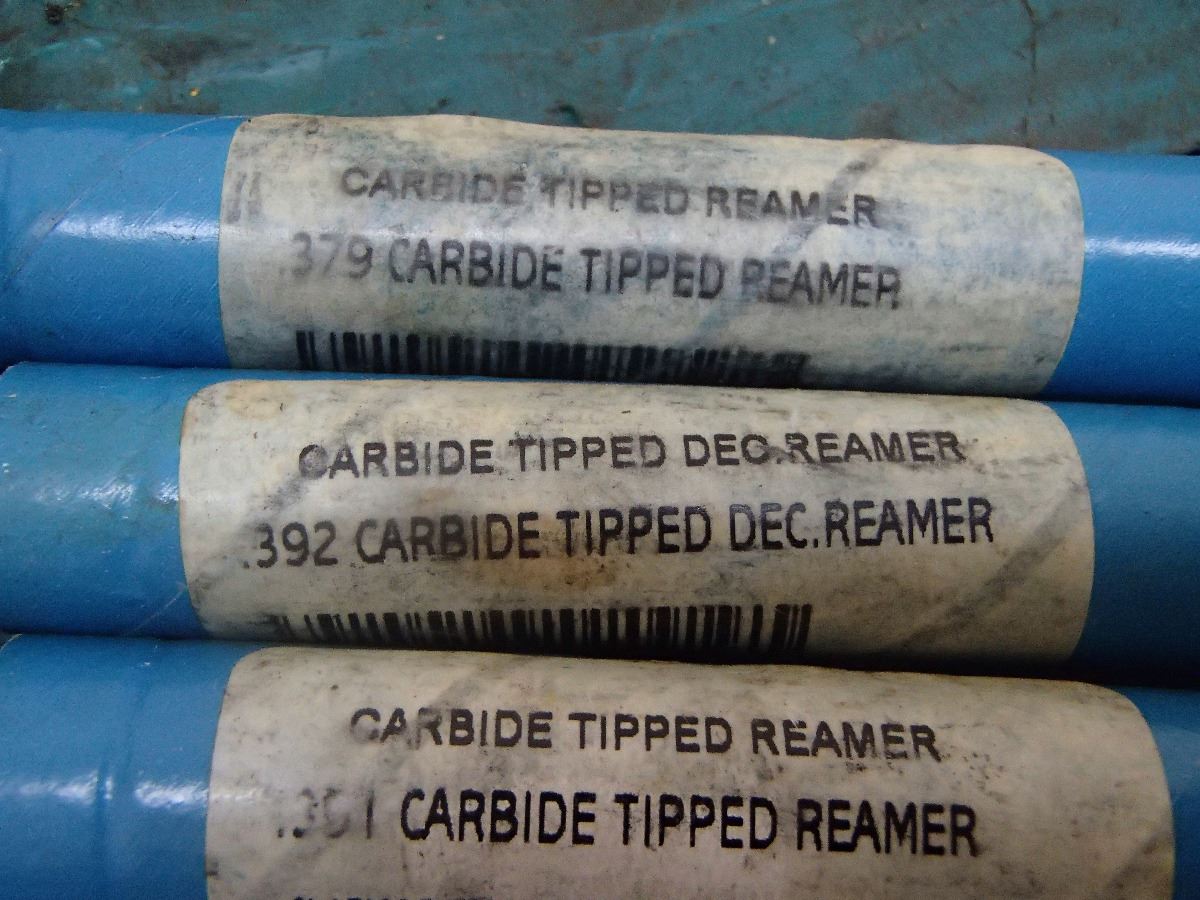 CARBIDE TIPPED REAMER
.379 CARBIDE TIPPED REAMER
CARBIDE TIPPED DEC.REAMER
.392 CARBIDE TIPPED DEC.REAMER
CARBIDE TIPPED REAMER
CARBIDE TIPPED REAMER